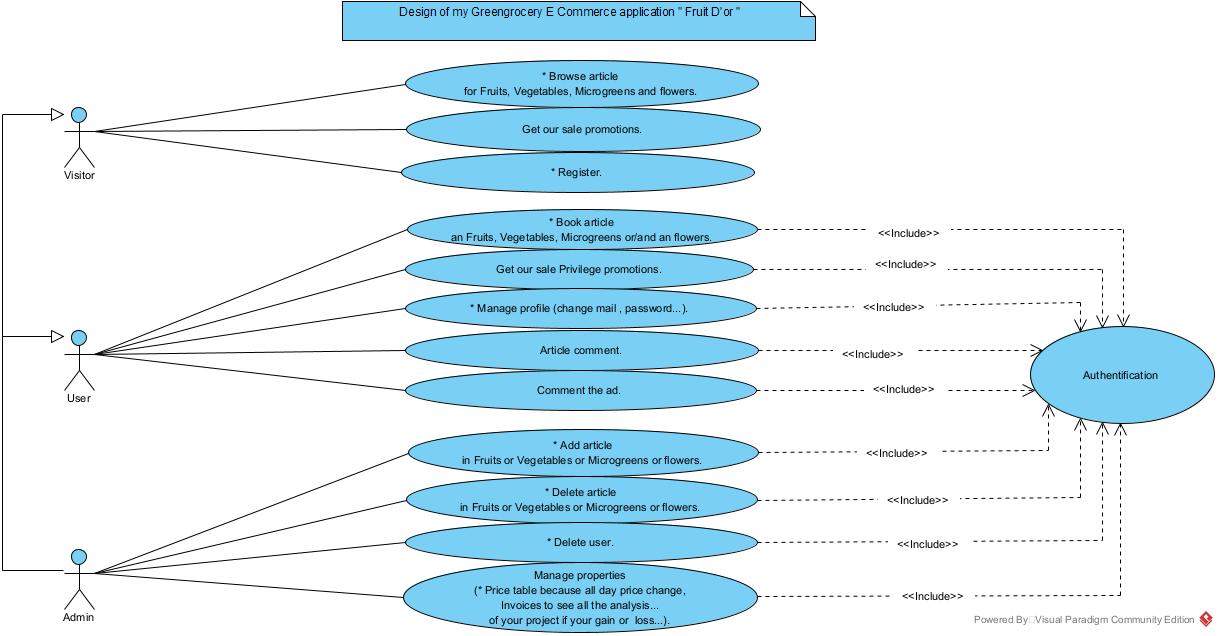 Design of my Greengrocery E Commerce application " Fruit D'or "
* Browse article
for Fruits, Vegetables, Microgreens and flowers.
Get our sale promotions.
* Register.
Visitor
* Book article
an Fruits, Vegetables, Microgreens or/and an flowers.
<<Include>>
Get our sale Privilege promotions.
<<Include>>
* Manage profile (change mail , password...).
<<Include>>
Article comment.
<<Include>>
Comment the ad.
<<Include>>
User
Authentification
* Add article
in Fruits or Vegetables or Microgreens or flowers.
<<Include>>
* Delete article
in Fruits or Vegetables or Microgreens or flowers.
<<Include>>
* Delete user.
<<Include>>
Manage properties
(* Price table because all day price change,
Invoices to see all the analysis...
of your project if your gain or loss...).
<<Include>>
Admin
Powered By Visual Paradigm Community Edition